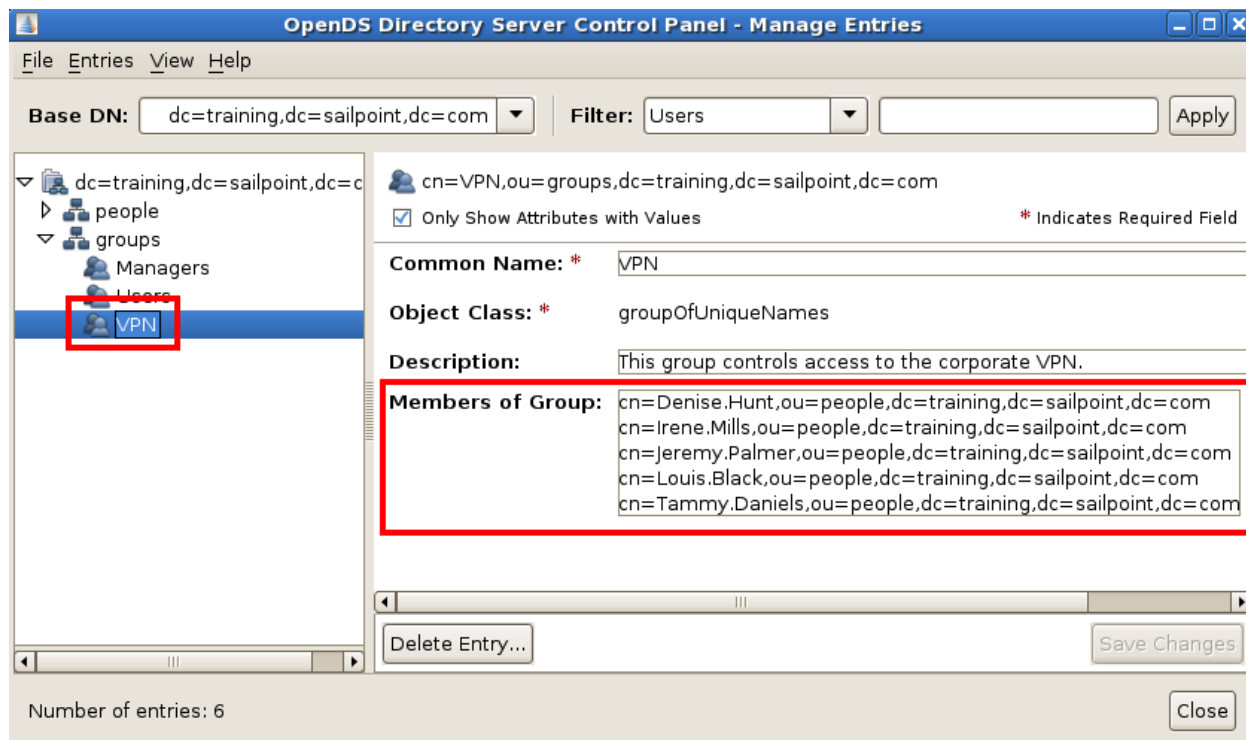 OpenDS Directory Server Control Panel - Manage Entries
File Entries View Help
Base DN: dc=training,dc=sailpoint,dc=com Filter: Users Apply
dc=training,dc=sailpoint,dc=c
people
groups
Managers
Users
VPN
cn=VPN,ou=groups,dc=training,dc=sailpoint,dc=com
Only Show Attributes with Values * Indicates Required Field
Common Name: * VPN
Object Class: * groupOfUniqueNames
Description: This group controls access to the corporate VPN.
Members of Group: cn=Denise.Hunt,ou=people,dc=training,dc=sailpoint,dc=com
cn=Irene.Mills,ou=people,dc=training,dc=sailpoint,dc=com
cn=Jeremy.Palmer,ou=people,dc=training,dc=sailpoint,dc=com
cn=Louis.Black,ou=people,dc=training,dc=sailpoint,dc=com
cn=Tammy.Daniels,ou=people,dc=training,dc=sailpoint,dc=com
Delete Entry... Save Changes
Number of entries: 6 Close